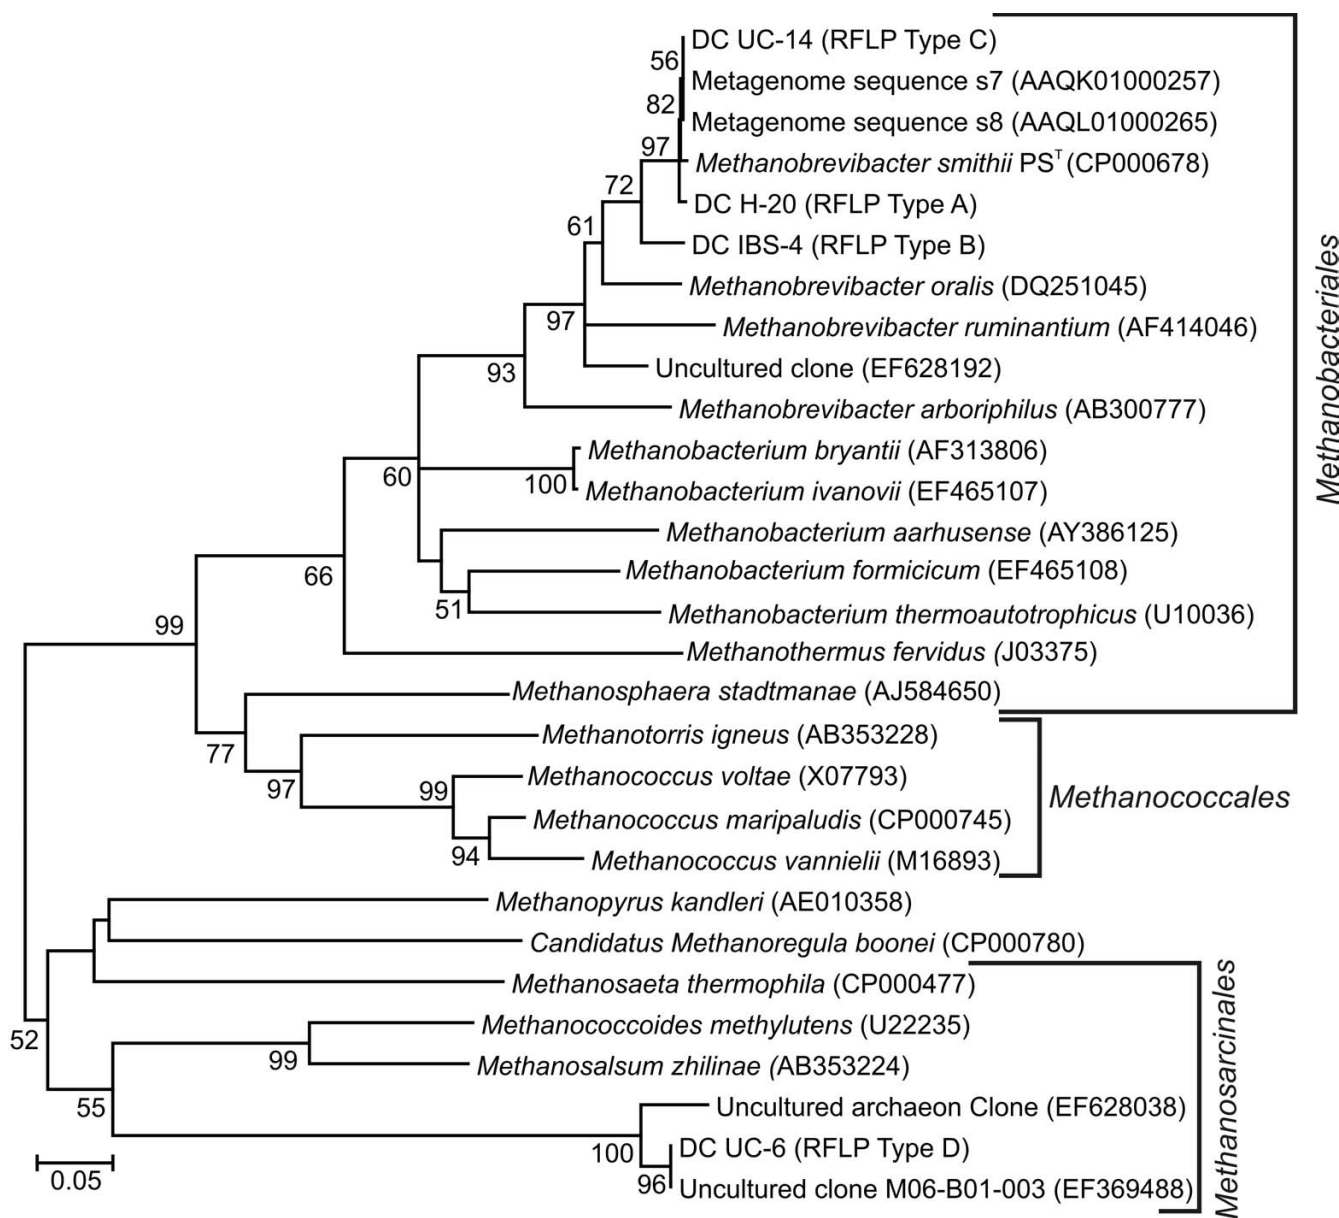 DC UC-14 (RFLP Type C)
56
Metagenome sequence s7 (AAQK01000257)
82
Metagenome sequence s8 (AAQL01000265)
97
Methanobrevibacter smithii PS^T (CP000678)
72
DC H-20 (RFLP Type A)
61
DC IBS-4 (RFLP Type B)
Methanobrevibacter oralis (DQ251045)
97
Methanobrevibacter ruminantium (AF414046)
93
Uncultured clone (EF628192)
Methanobrevibacter arboriphilus (AB300777)
Methanobacteriales
Methanobacterium bryantii (AF313806)
60
100
Methanobacterium ivanovii (EF465107)
Methanobacterium aarhusense (AY386125)
66
Methanobacterium formicicum (EF465108)
51
Methanobacterium thermoautotrophicus (U10036)
99
Methanothermus fervidus (J03375)
Methanosphaera stadtmanae (AJ584650)
77
Methanotorris igneus (AB353228)
97
99
Methanococcus voltae (X07793)
Methanococcales
Methanococcus maripaludis (CP000745)
94
Methanococcus vannielii (M16893)
Methanopyrus kandleri (AE010358)
Candidatus Methanoregula boonei (CP000780)
Methanosaeta thermophila (CP000477)
52
Methanococcoides methylutens (U22235)
99
Methanosalsum zhilinae (AB353224)
Methanosarcinales
55
Uncultured archaeon Clone (EF628038)
100
DC UC-6 (RFLP Type D)
96
Uncultured clone M06-B01-003 (EF369488)
0.05